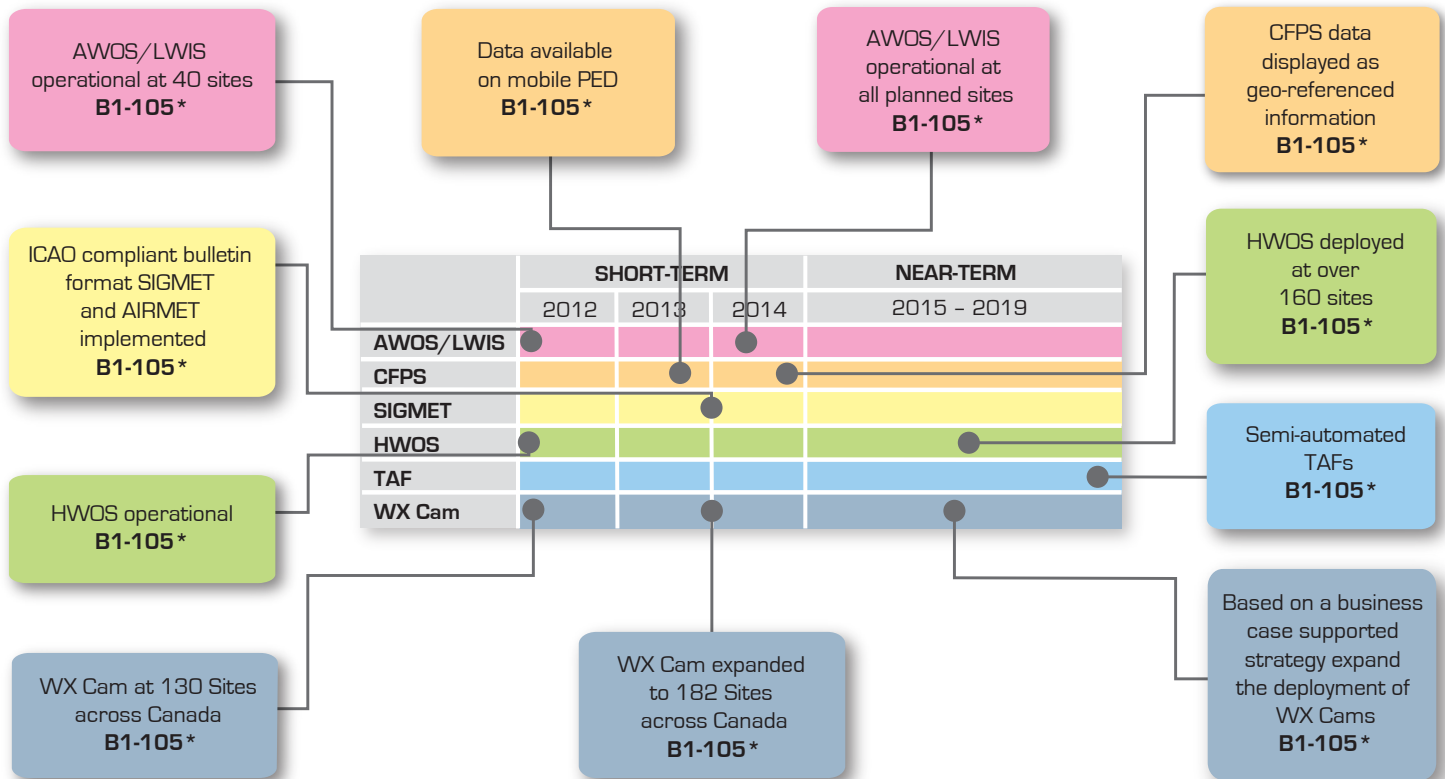 AWOS/LWIS
operational at 40 sites
B1-105*
Data available
on mobile PED
B1-105*
AWOS/LWIS
operational at
all planned sites
B1-105*
CFPS data
displayed as
geo-referenced
information
B1-105*
ICAO compliant bulletin
format SIGMET
and AIRMET
implemented
B1-105*
HWOS deployed
at over
160 sites
B1-105*
SHORT-TERM NEAR-TERM
2012 2013 2014 2015 – 2019
AWOS/LWIS
CFPS
SIGMET
HWOS
TAF
WX Cam
Semi-automated
TAFs
B1-105*
HWOS operational
B1-105*
WX Cam at 130 Sites
across Canada
B1-105*
WX Cam expanded
to 182 Sites
across Canada
B1-105*
Based on a business
case supported
strategy expand
the deployment of
WX Cams
B1-105*